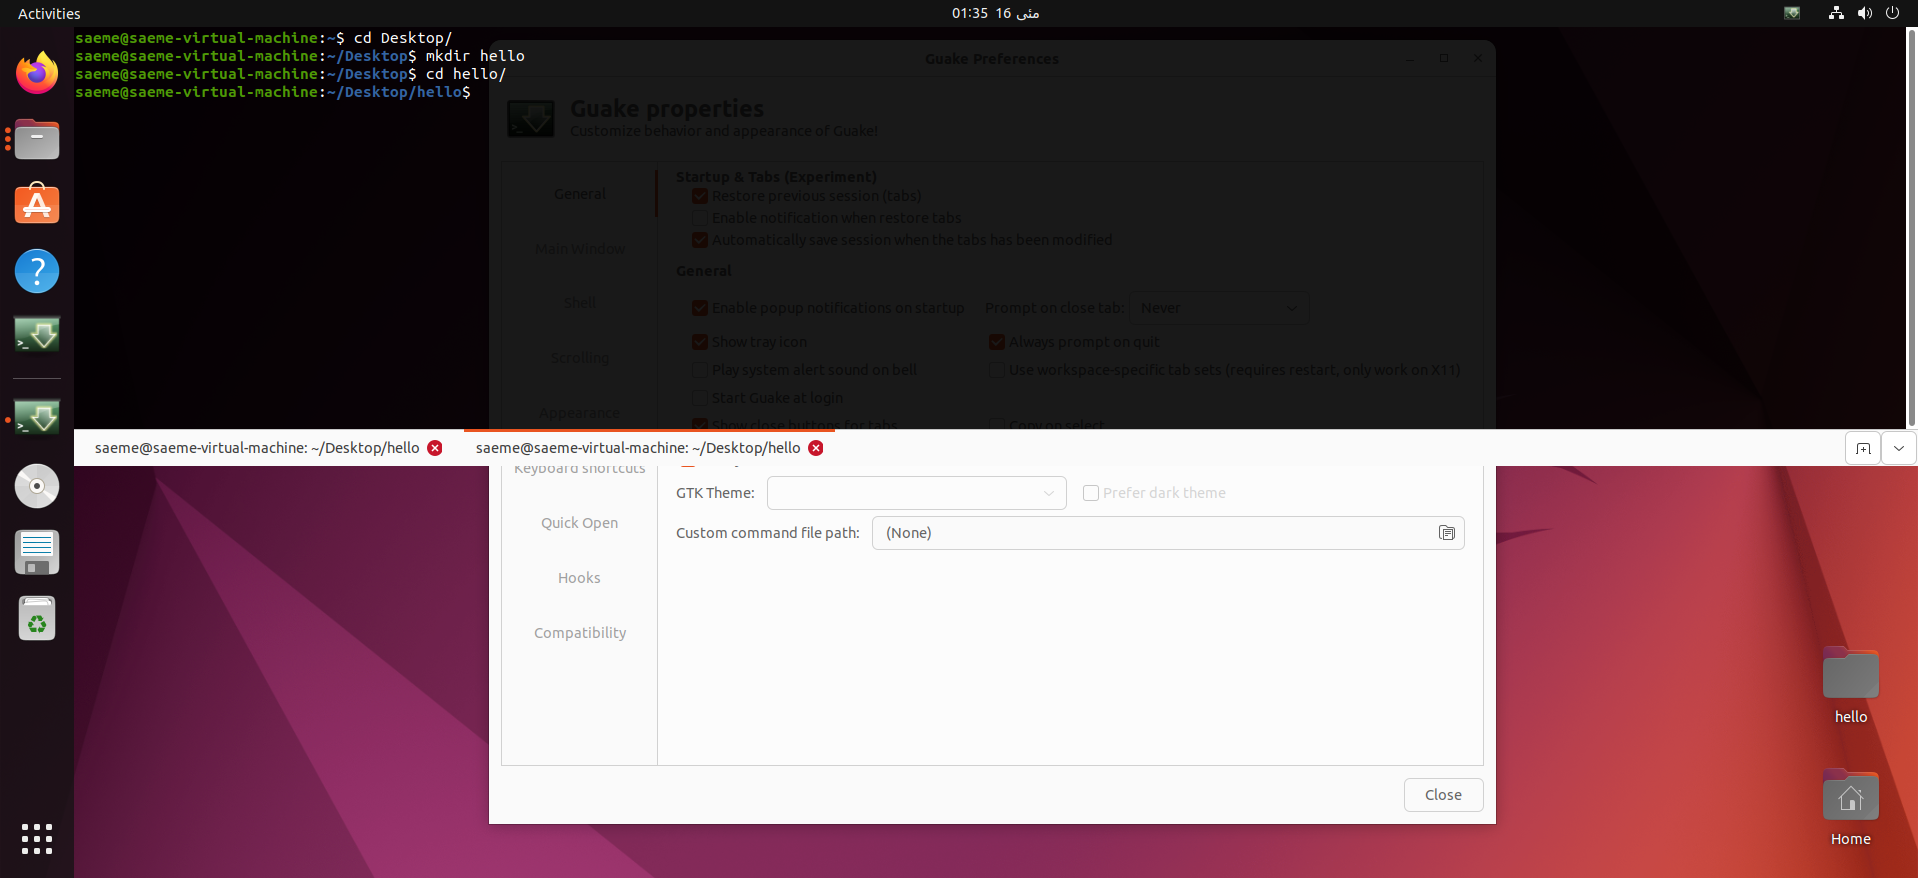 Activities
01:35 16 مئی
saeme@saeme-virtual-machine:~$ cd Desktop/
saeme@saeme-virtual-machine:~/Desktop$ mkdir hello
saeme@saeme-virtual-machine:~/Desktop$ cd hello/
saeme@saeme-virtual-machine:~/Desktop/hello$
Guake Preferences
Guake properties
Customize behavior and appearance of Guake!
General
Main Window
Shell
Scrolling
Appearance
Startup & Tabs (Experiment)
Restore previous session (tabs)
Enable notification when restore tabs
Automatically save session when the tabs has been modified
General
Enable popup notifications on startup
Prompt on close tab: Never
Show tray icon
Always prompt on quit
Play system alert sound on bell
Use workspace-specific tab sets (requires restart, only work on X11)
Start Guake at login
Show close buttons for tabs
Copy on select
saeme@saeme-virtual-machine: ~/Desktop/hello
saeme@saeme-virtual-machine: ~/Desktop/hello
Keyboard shortcuts
Quick Open
Hooks
Compatibility
GTK Theme:
Prefer dark theme
Custom command file path: (None)
Close
hello
Home